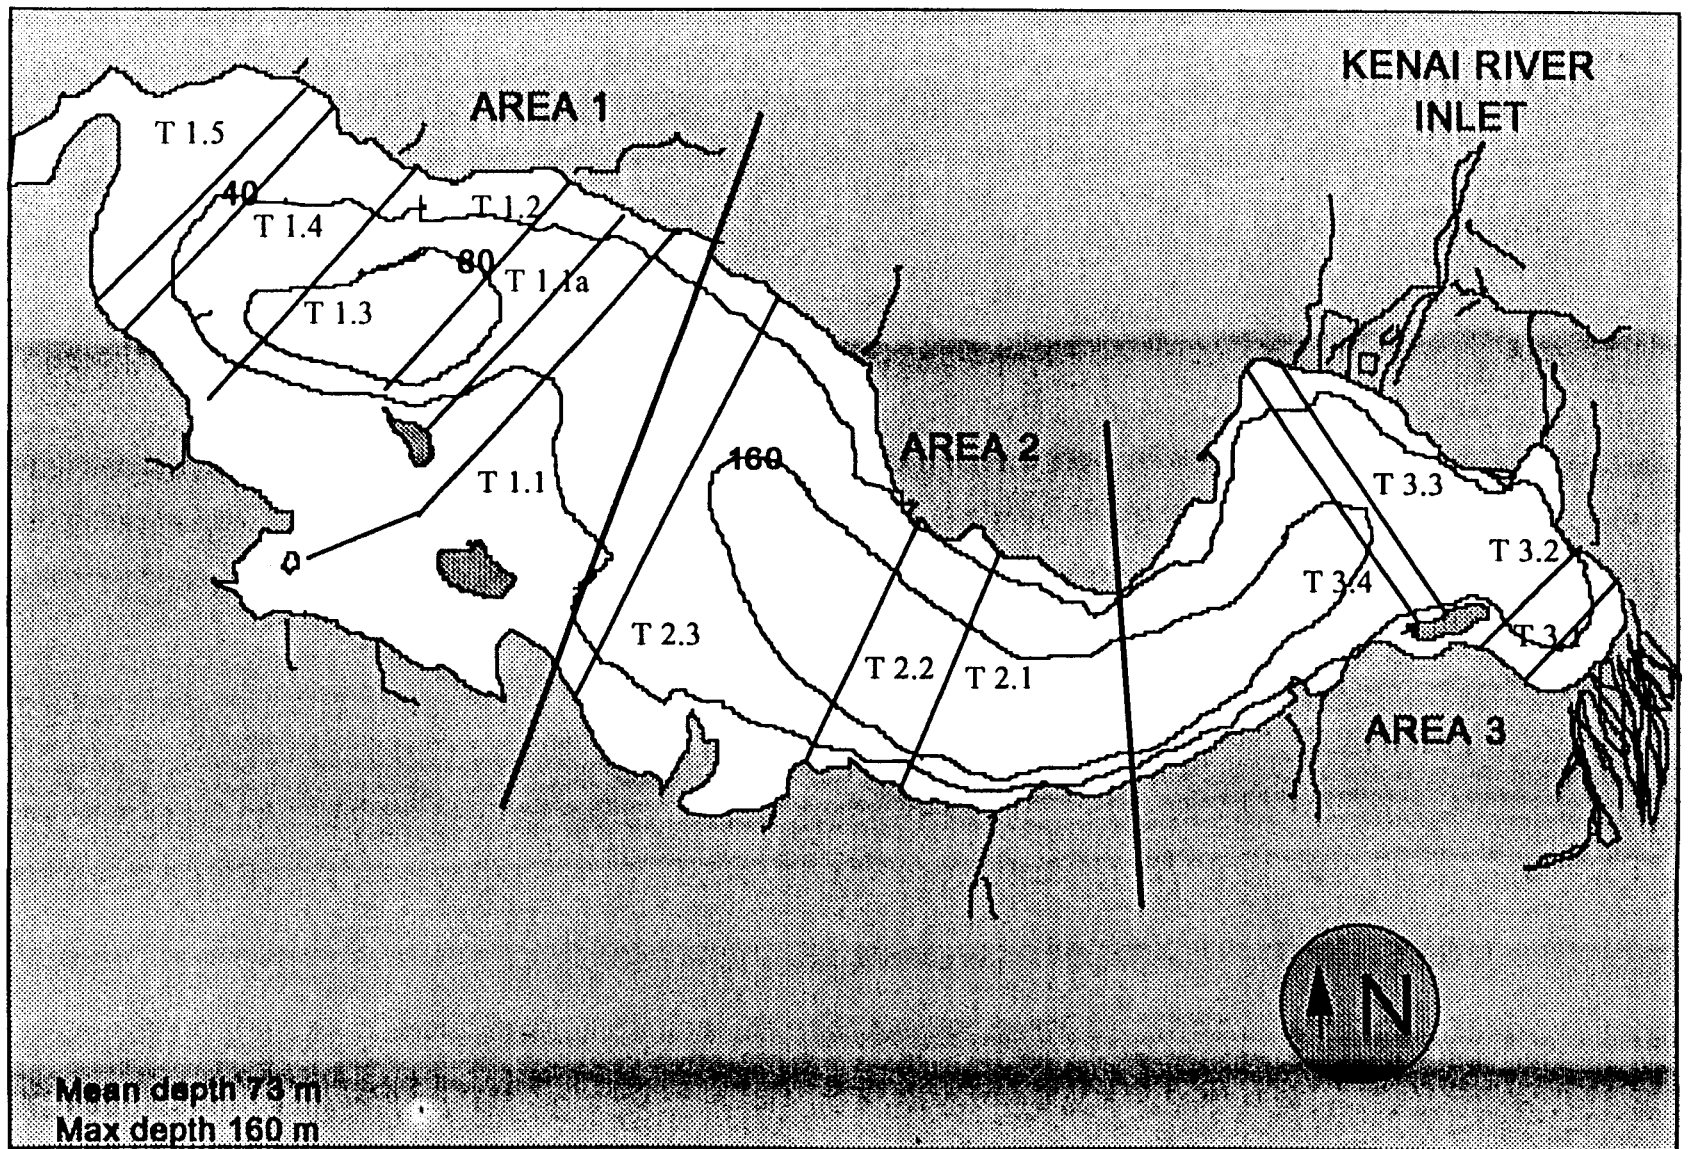 KENAI RIVER
INLET
AREA 1
T 1.5
40
T 1.4
T 1.2
80
T 1.1a
T 1.3
AREA 2
160
T 1.1
T 3.3
T 3.2
T 3.4
T 3.1
T 2.3
T 2.2
T 2.1
AREA 3
N
Mean depth 73 m
Max depth 160 m